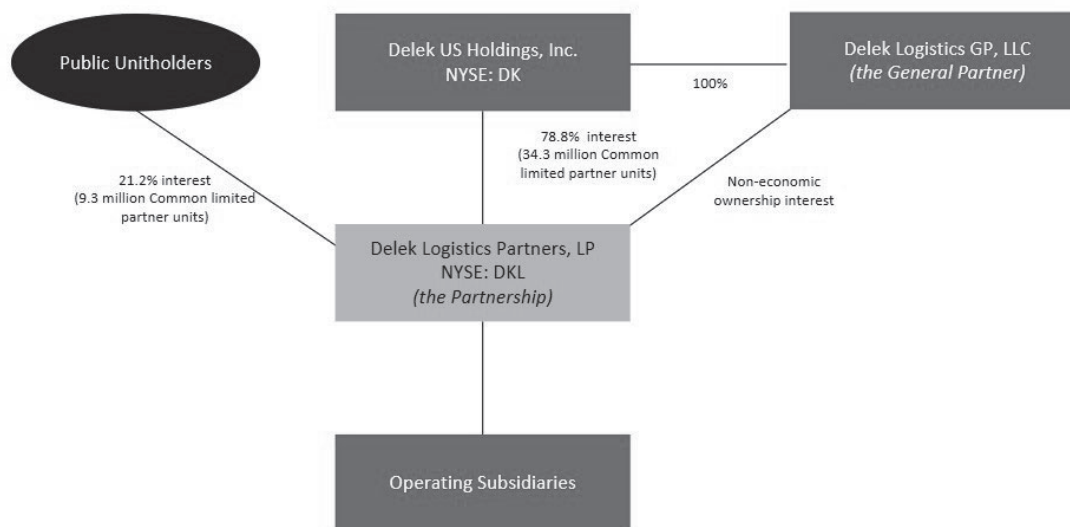 Public Unitholders
Delek US Holdings, Inc.
NYSE: DK
Delek Logistics GP, LLC
(the General Partner)
100%
78.8% interest
(34.3 million Common
limited partner units)
21.2% interest
(9.3 million Common limited
partner units)
Non-economic
ownership interest
Delek Logistics Partners, LP
NYSE: DKL
(the Partnership)
Operating Subsidiaries